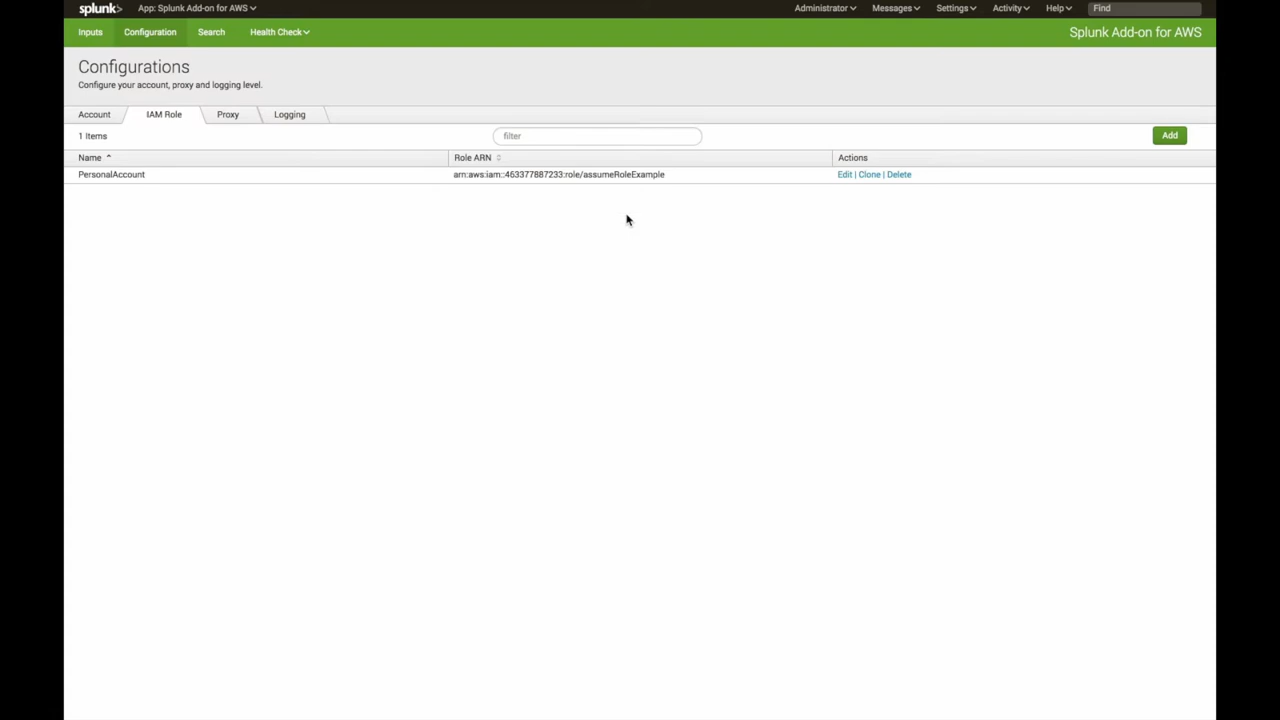 splunk> App: Splunk Add-on for AWS Administrator Messages Settings Activity Help Find
Inputs Configuration Search Health Check Splunk Add-on for AWS
Configurations
Configure your account, proxy and logging level.
Account IAM Role Proxy Logging
1 Items filter Add
Name Role ARN Actions
PersonalAccount arn:aws:iam::463377887233:role/assumeRoleExample Edit | Clone | Delete